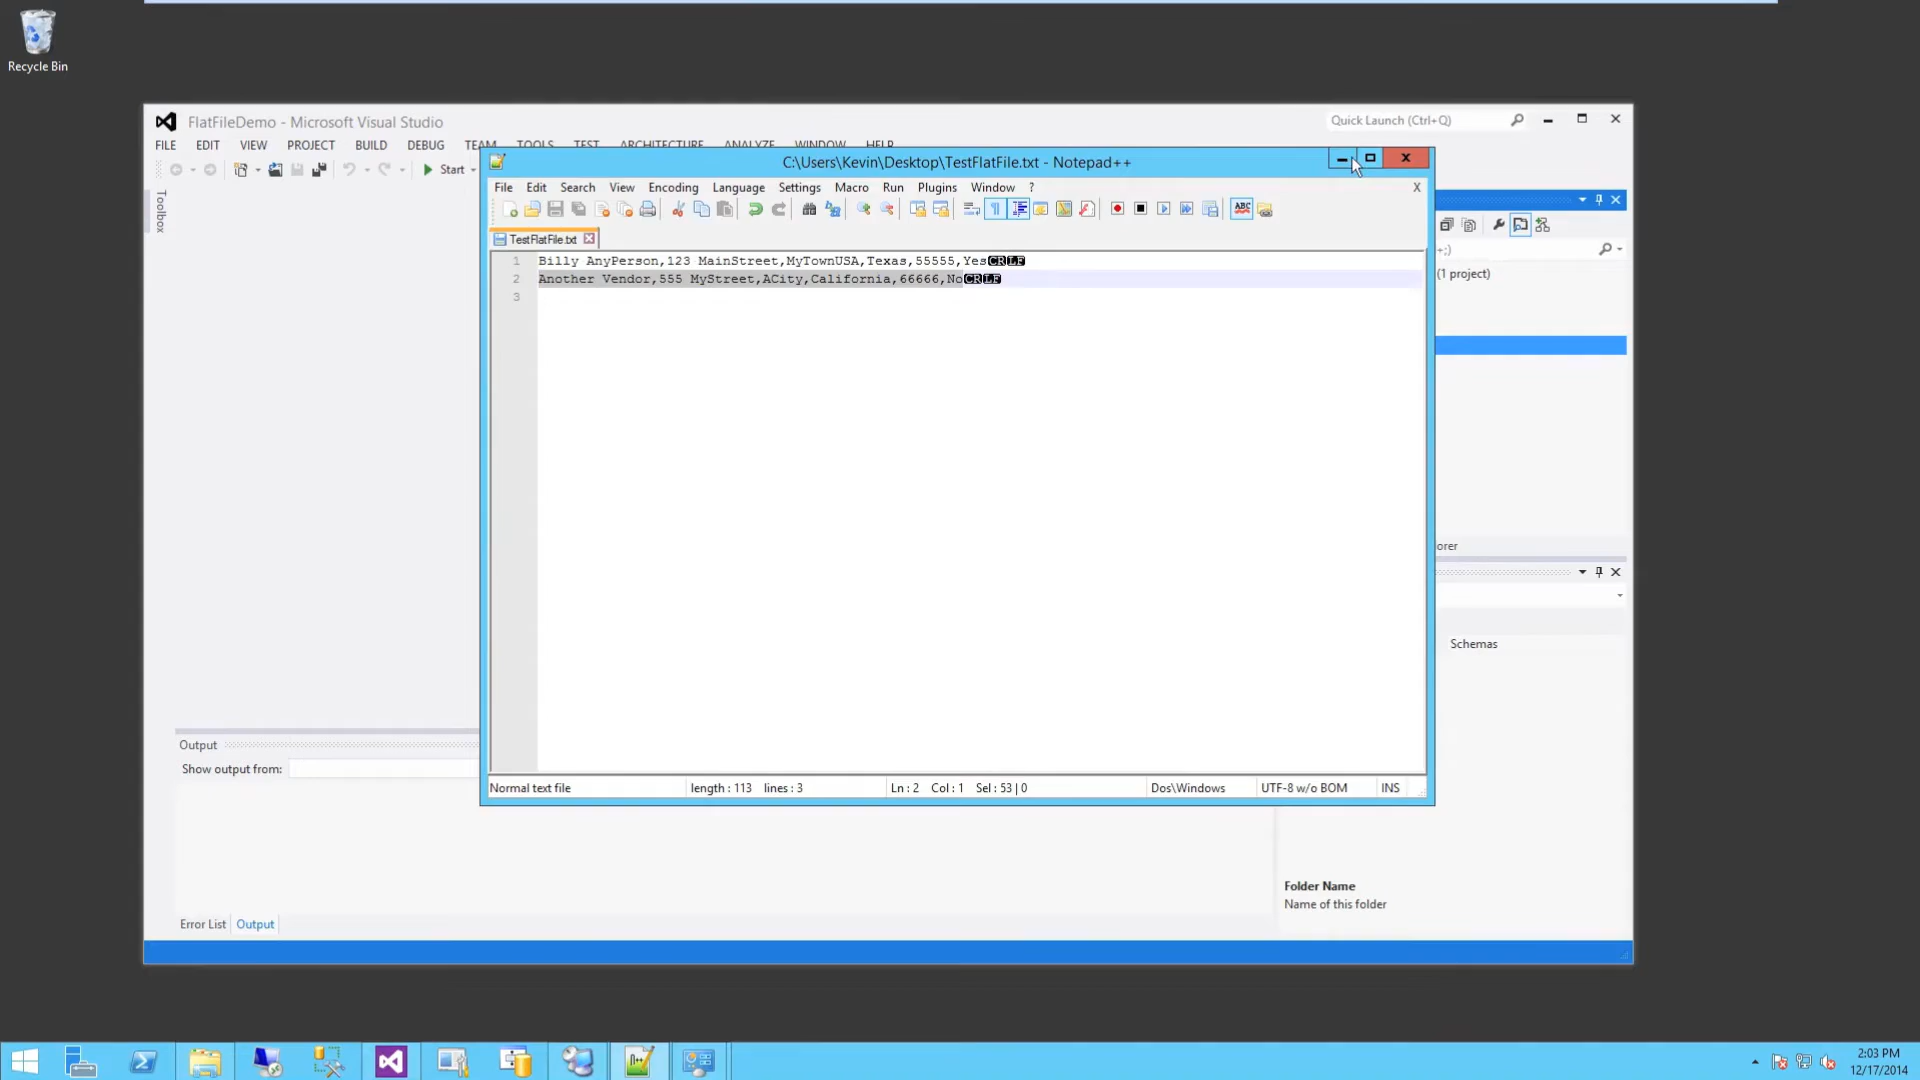 Recycle Bin
FlatFileDemo - Microsoft Visual Studio
Quick Launch (Ctrl+Q)
FILE EDIT VIEW PROJECT BUILD DEBUG TEAM TOOLS TEST ARCHITECTURE ANALYZE WINDOW HELP
Start
Toolbox
C:\Users\Kevin\Desktop\TestFlatFile.txt - Notepad++
File Edit Search View Encoding Language Settings Macro Run Plugins Window ? X
ABC
TestFlatFile.txt
1 Billy AnyPerson,123 MainStreet,MyTownUSA,Texas,55555,YesCRLF
2 Another Vendor,555 MyStreet,ACity,California,66666,NoCRLF
3
Normal text file length : 113 lines : 3 Ln : 2 Col : 1 Sel : 53 | 0 Dos\Windows UTF-8 w/o BOM INS
+;)
(1 project)
orer
Schemas
Output
Show output from:
Folder Name
Name of this folder
Error List Output
2:03 PM
12/17/2014